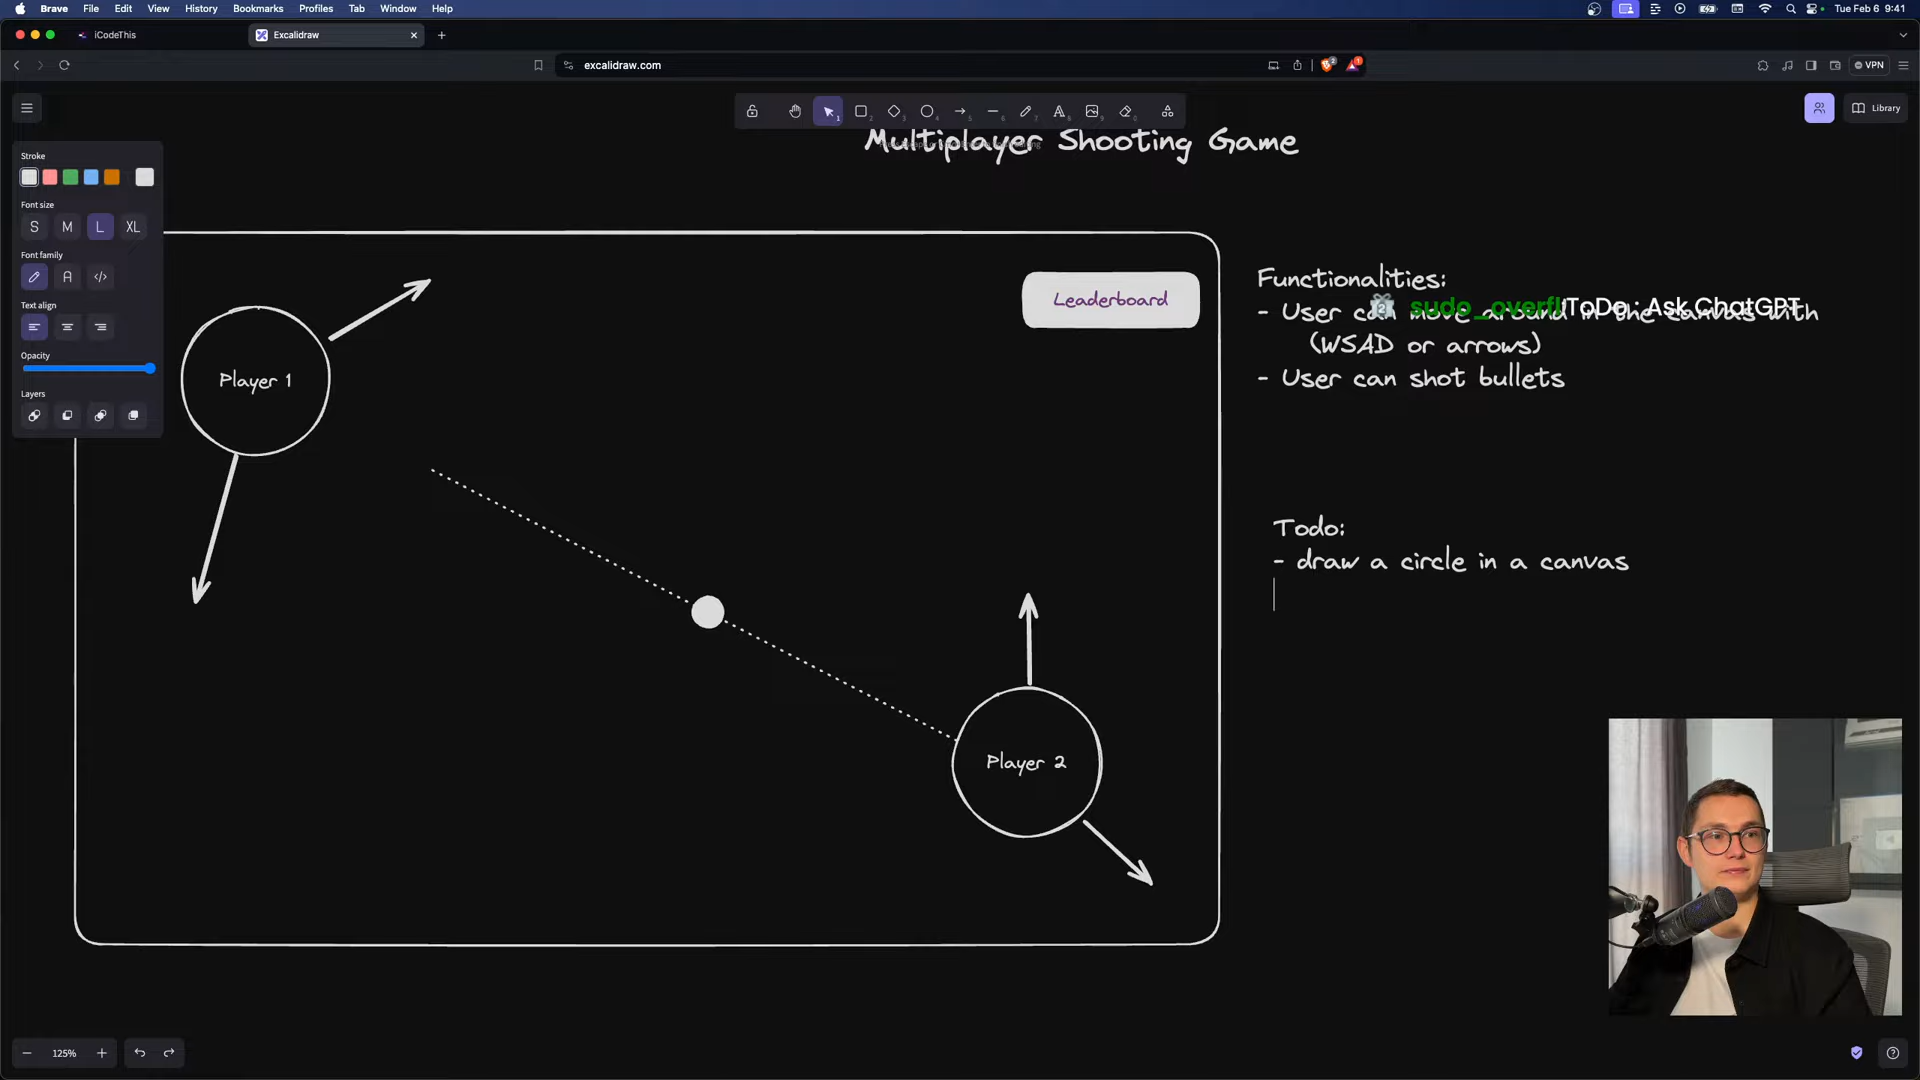 Brave File Edit View History Bookmarks Profiles Tab Window Help Tue Feb 6 9:41
iCodeThis Excalidraw
excalidraw.com VPN
Library
Multiplayer Shooting Game
Stroke
Font size
S M L XL
Font family
A </>
Text align
Opacity
Layers
Leaderboard
Player 1
Player 2
Functionalities:
- User can move around in the canvas with
(WSAD or arrows)
- User can shot bullets
sudo_overfl ToDo : Ask ChatGPT
Todo:
- draw a circle in a canvas
125%